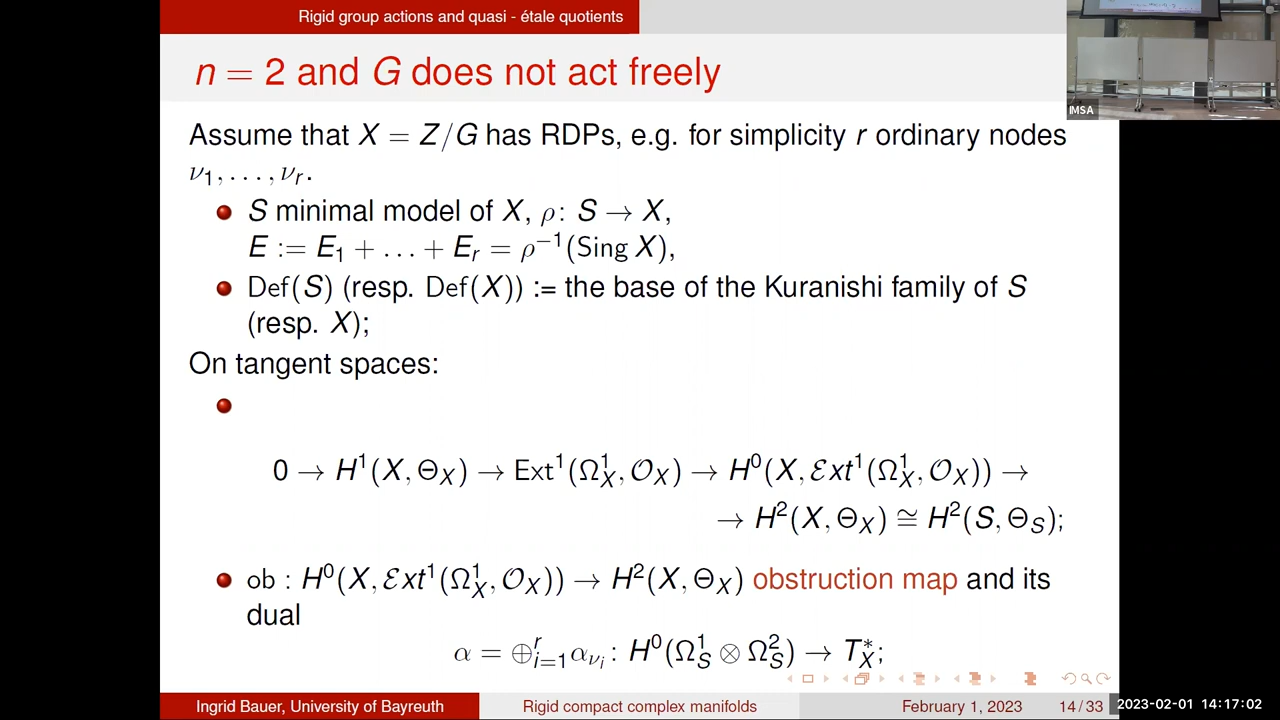 Rigid group actions and quasi - étale quotients
n = 2 and G does not act freely
IMSA
Assume that X = Z/G has RDPs, e.g. for simplicity r ordinary nodes
ν₁, . . . , νᵣ.
S minimal model of X, ρ: S → X,
E := E₁ + . . . + Eᵣ = ρ⁻¹(Sing X),
Def(S) (resp. Def(X)) := the base of the Kuranishi family of S
(resp. X);
On tangent spaces:
0 → H¹(X, Θ_X) → Ext¹(Ω¹_X, 𝒪_X) → H⁰(X, ℰxt¹(Ω¹_X, 𝒪_X)) →
→ H²(X, Θ_X) ≅ H²(S, Θ_S);
ob : H⁰(X, ℰxt¹(Ω¹_X, 𝒪_X)) → H²(X, Θ_X) obstruction map and its
dual
α = ⊕ʳᵢ₌₁ α_{νᵢ} : H⁰(Ω¹_S ⊗ Ω²_S) → T*_X;
Ingrid Bauer, University of Bayreuth Rigid compact complex manifolds February 1, 2023 14 / 33
2023-02-01 14:17:02